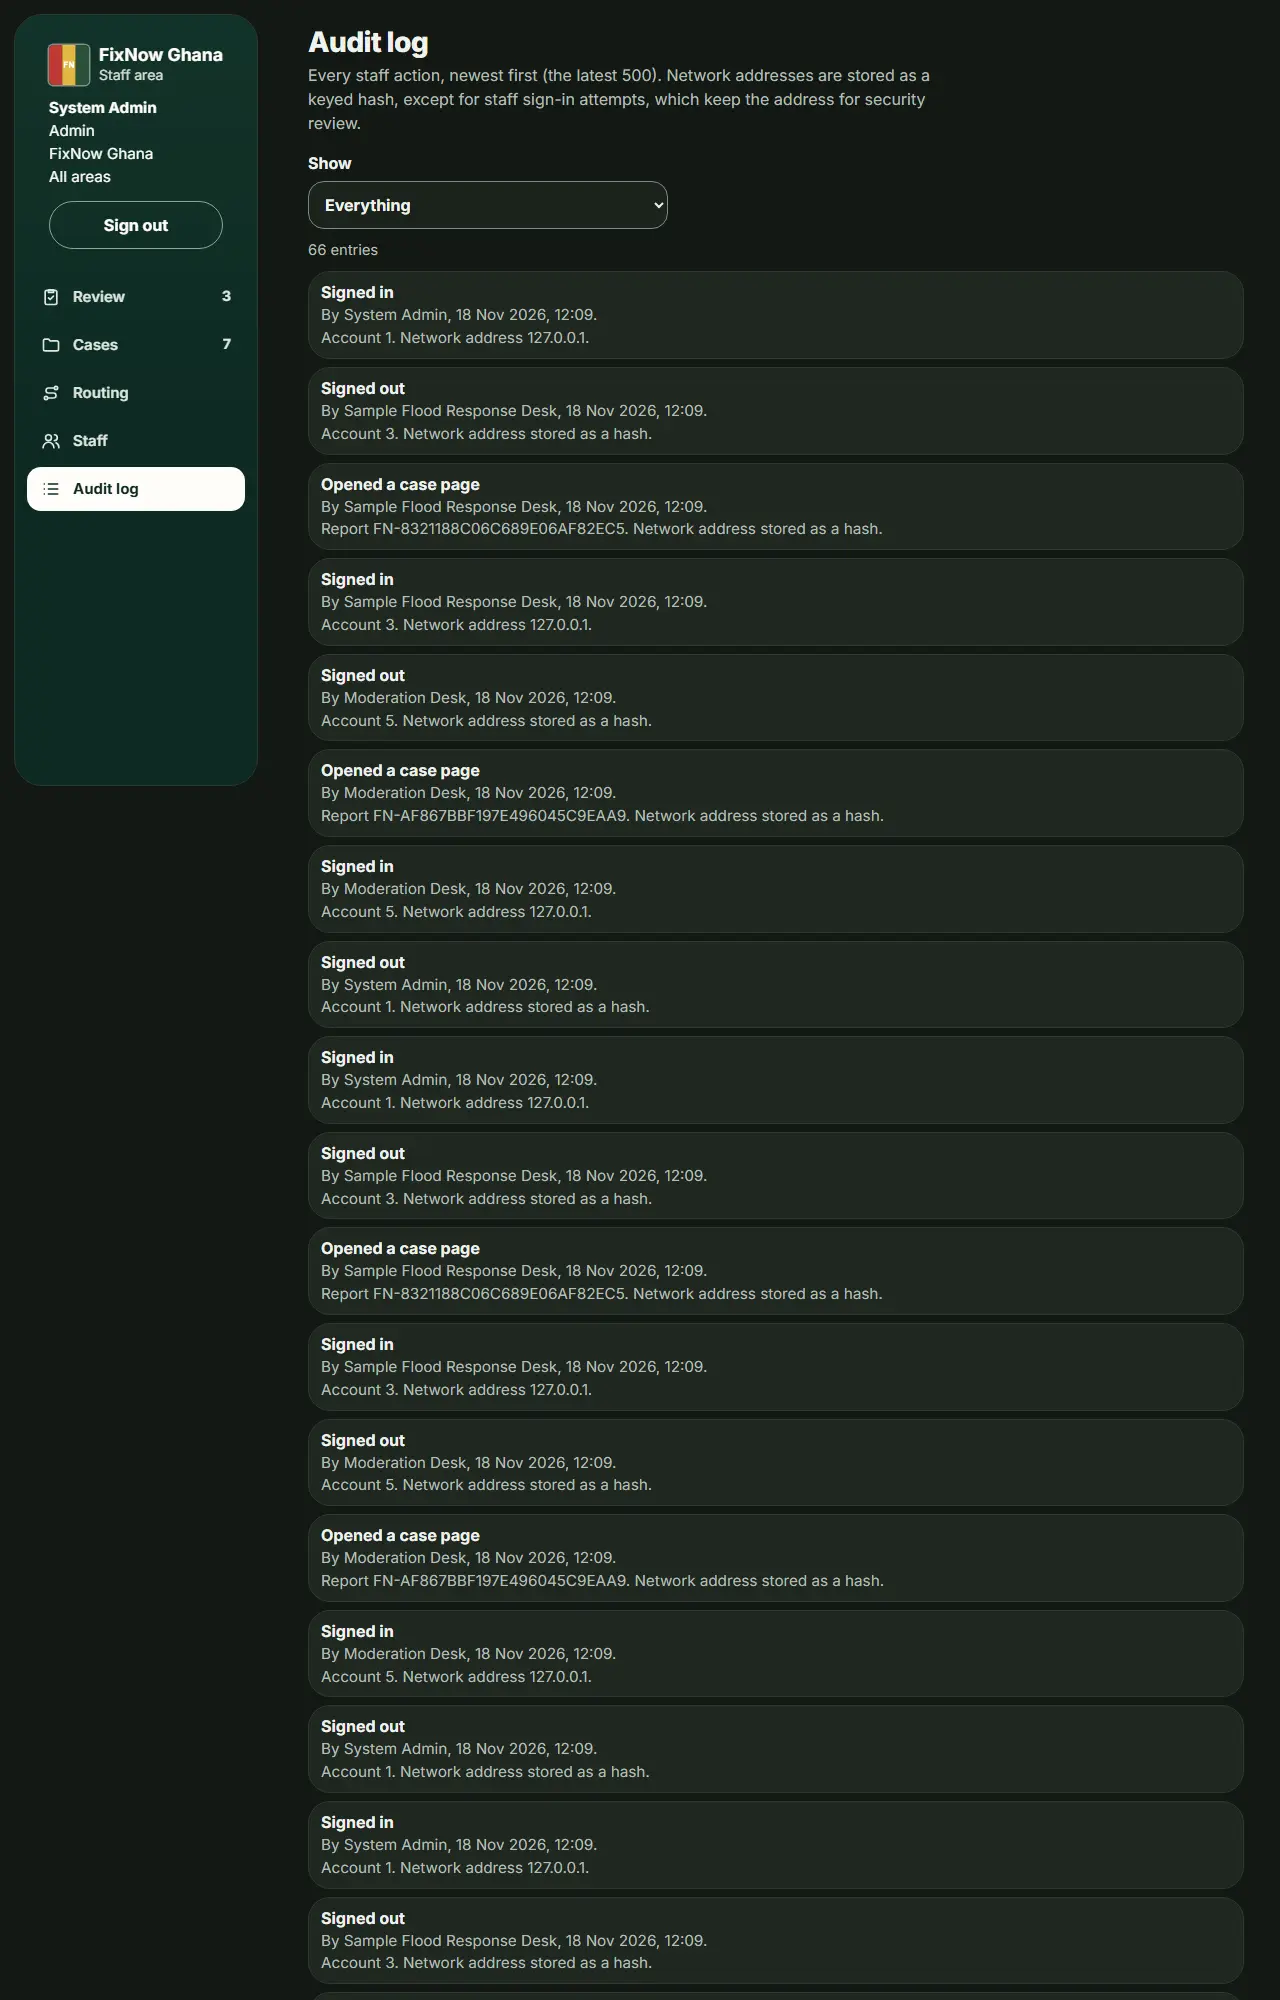 FN
FixNow Ghana
Staff area
System Admin
Admin
FixNow Ghana
All areas
Sign out
Review 3
Cases 7
Routing
Staff
Audit log
Audit log
Every staff action, newest first (the latest 500). Network addresses are stored as a
keyed hash, except for staff sign-in attempts, which keep the address for security
review.
Show
Everything
66 entries
Signed in
By System Admin, 18 Nov 2026, 12:09.
Account 1. Network address 127.0.0.1.
Signed out
By Sample Flood Response Desk, 18 Nov 2026, 12:09.
Account 3. Network address stored as a hash.
Opened a case page
By Sample Flood Response Desk, 18 Nov 2026, 12:09.
Report FN-8321188C06C689E06AF82EC5. Network address stored as a hash.
Signed in
By Sample Flood Response Desk, 18 Nov 2026, 12:09.
Account 3. Network address 127.0.0.1.
Signed out
By Moderation Desk, 18 Nov 2026, 12:09.
Account 5. Network address stored as a hash.
Opened a case page
By Moderation Desk, 18 Nov 2026, 12:09.
Report FN-AF867BBF197E496045C9EAA9. Network address stored as a hash.
Signed in
By Moderation Desk, 18 Nov 2026, 12:09.
Account 5. Network address 127.0.0.1.
Signed out
By System Admin, 18 Nov 2026, 12:09.
Account 1. Network address stored as a hash.
Signed in
By System Admin, 18 Nov 2026, 12:09.
Account 1. Network address 127.0.0.1.
Signed out
By Sample Flood Response Desk, 18 Nov 2026, 12:09.
Account 3. Network address stored as a hash.
Opened a case page
By Sample Flood Response Desk, 18 Nov 2026, 12:09.
Report FN-8321188C06C689E06AF82EC5. Network address stored as a hash.
Signed in
By Sample Flood Response Desk, 18 Nov 2026, 12:09.
Account 3. Network address 127.0.0.1.
Signed out
By Moderation Desk, 18 Nov 2026, 12:09.
Account 5. Network address stored as a hash.
Opened a case page
By Moderation Desk, 18 Nov 2026, 12:09.
Report FN-AF867BBF197E496045C9EAA9. Network address stored as a hash.
Signed in
By Moderation Desk, 18 Nov 2026, 12:09.
Account 5. Network address 127.0.0.1.
Signed out
By System Admin, 18 Nov 2026, 12:09.
Account 1. Network address stored as a hash.
Signed in
By System Admin, 18 Nov 2026, 12:09.
Account 1. Network address 127.0.0.1.
Signed out
By Sample Flood Response Desk, 18 Nov 2026, 12:09.
Account 3. Network address stored as a hash.